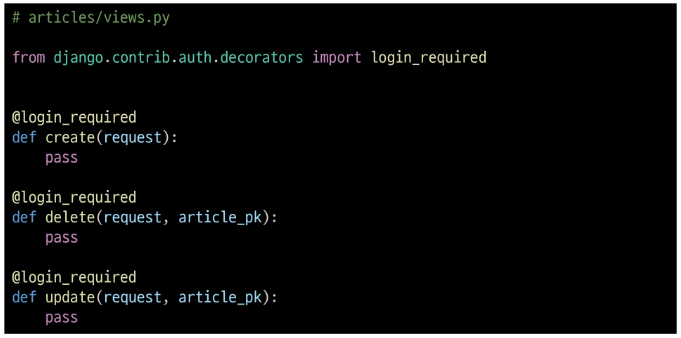 # articles/views.py
from django.contrib.auth.decorators import login_required
@login_required
def create(request):
    pass
@login_required
def delete(request, article_pk):
    pass
@login_required
def update(request, article_pk):
    pass